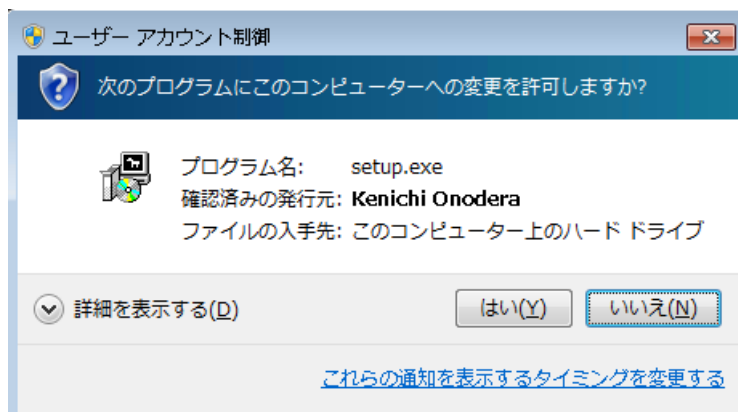 ユーザー アカウント制御
次のプログラムにこのコンピューターへの変更を許可しますか?
プログラム名: setup.exe
確認済みの発行元: Kenichi Onodera
ファイルの入手先: このコンピューター上のハード ドライブ
詳細を表示する(D) はい(Y) いいえ(N)
これらの通知を表示するタイミングを変更する